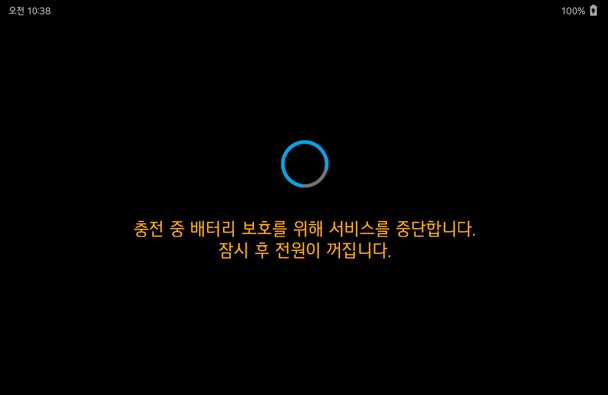 오전 10:38
100%
충전 중 배터리 보호를 위해 서비스를 중단합니다.
잠시 후 전원이 꺼집니다.